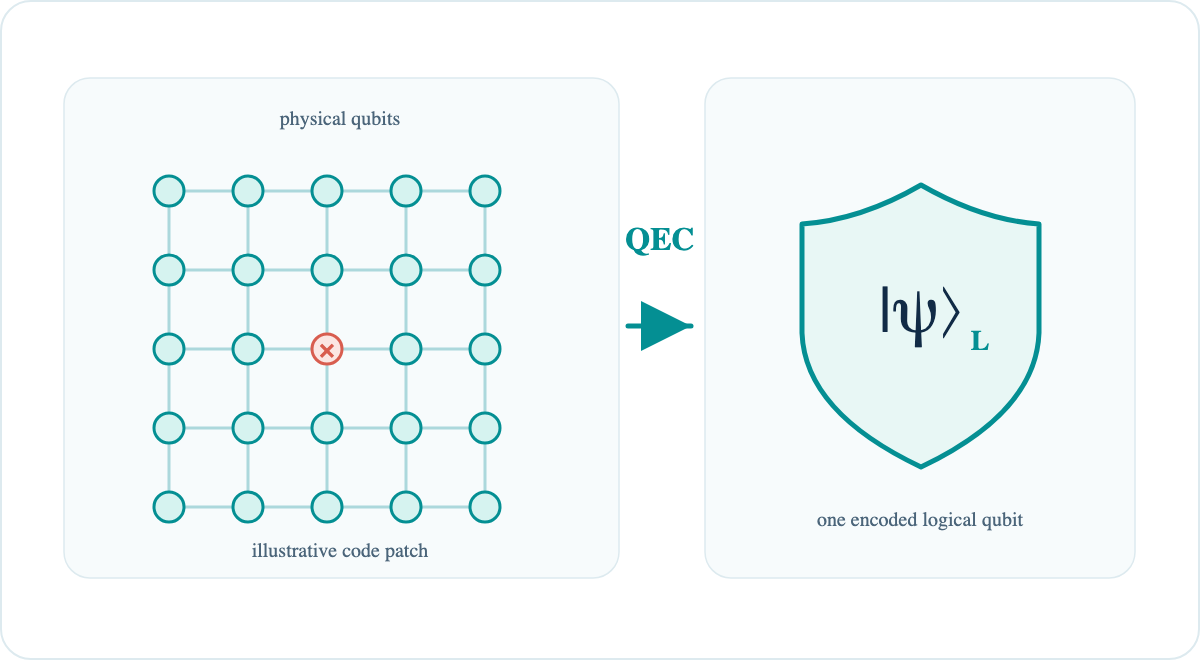 physical qubits
illustrative code patch
QEC
|ψ⟩L
one encoded logical qubit